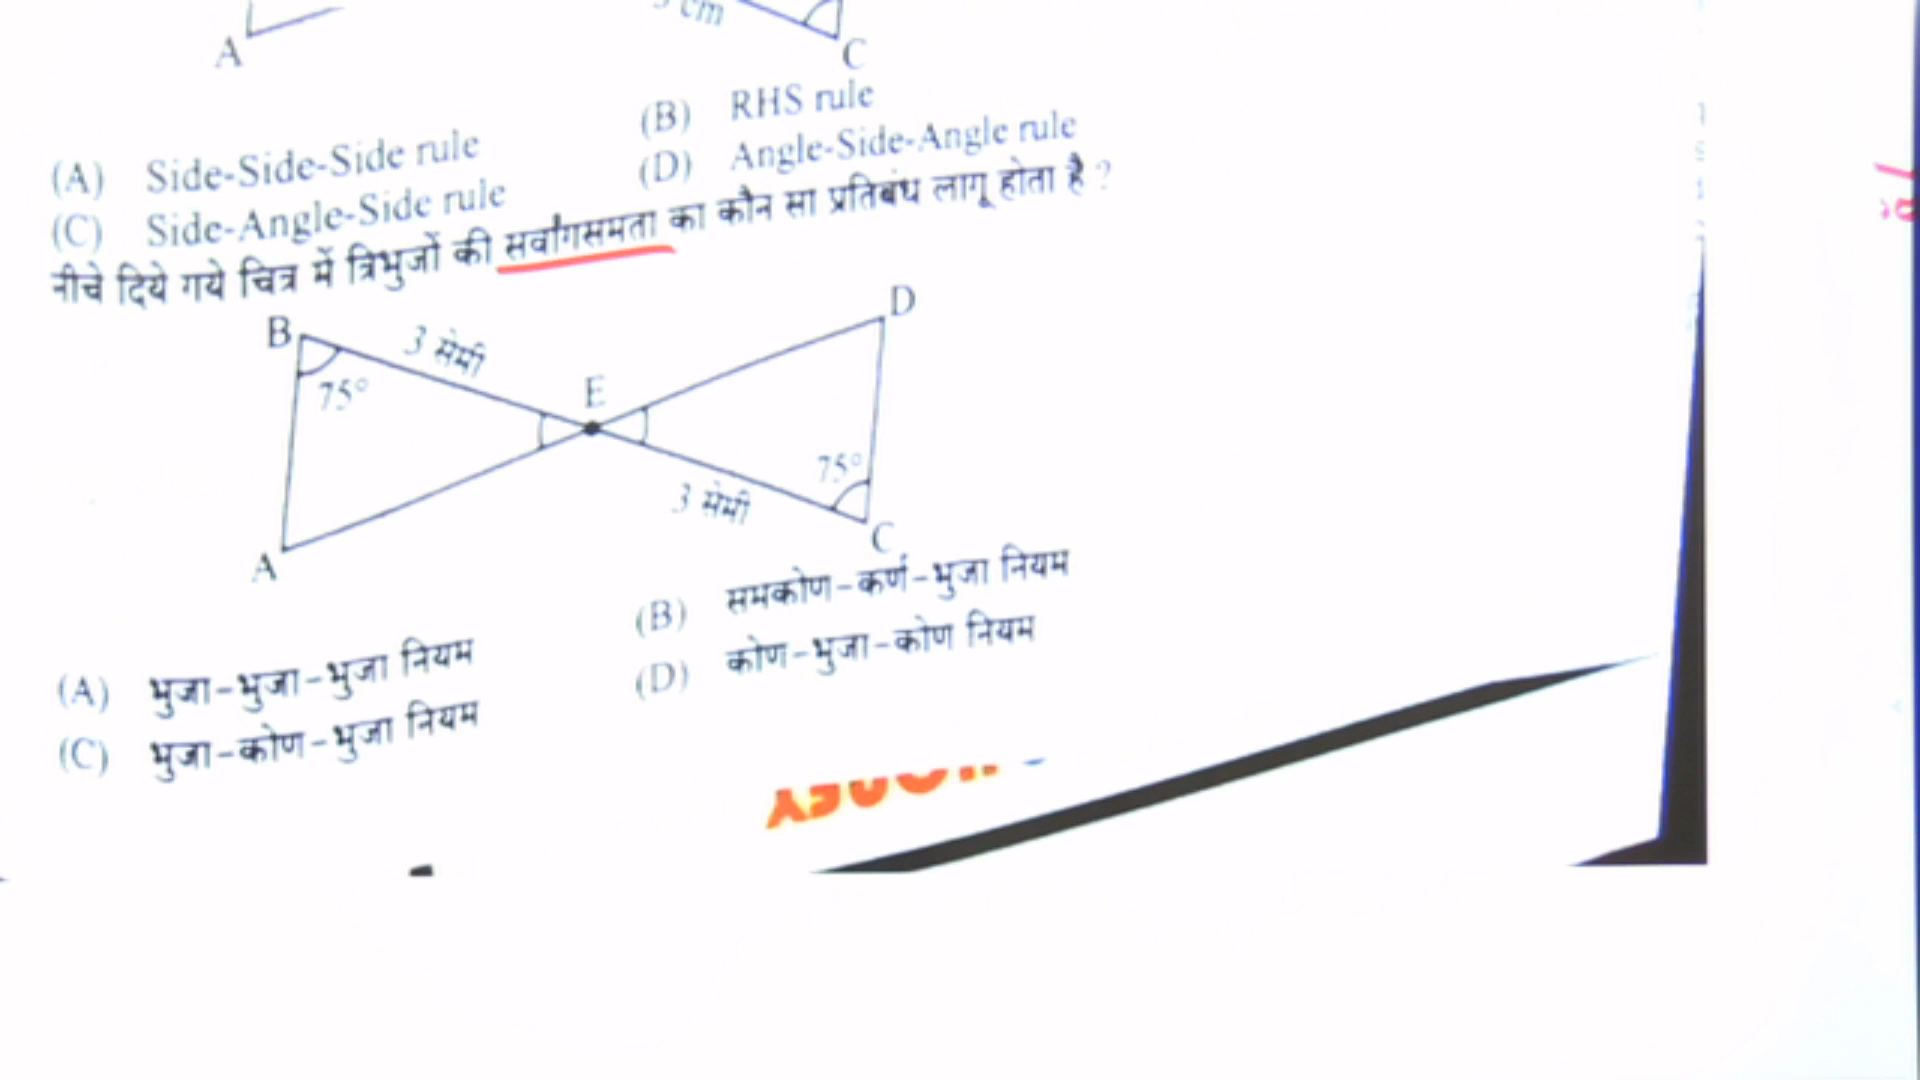 A
cm
C
(A) Side-Side-Side rule
(B) RHS rule
(C) Side-Angle-Side rule
(D) Angle-Side-Angle rule
नीचे दिये गये चित्र में त्रिभुजों की सर्वांगसमता का कौन सा प्रतिबंध लागू होता है ?
B
3 सेमी
D
75°
E
75°
3 सेमी
C
A
(A) भुजा-भुजा-भुजा नियम
(B) समकोण-कर्ण-भुजा नियम
(C) भुजा-कोण-भुजा नियम
(D) कोण-भुजा-कोण नियम